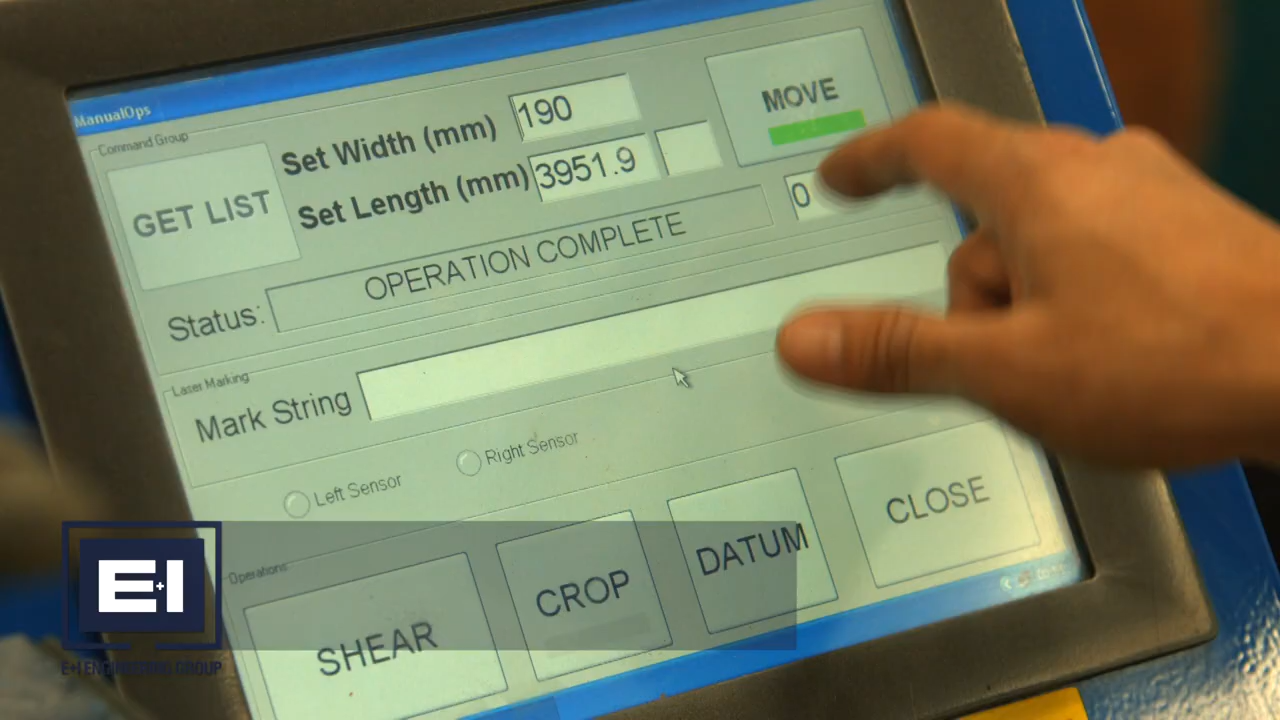 ManualOps
Command Group
GET LIST
Set Width (mm)
190
MOVE
Set Length (mm)
3951.9
0
Status:
OPERATION COMPLETE
Laser Marking
Mark String
Left Sensor
Right Sensor
Operations
SHEAR
CROP
DATUM
CLOSE
E+I
E+I ENGINEERING GROUP